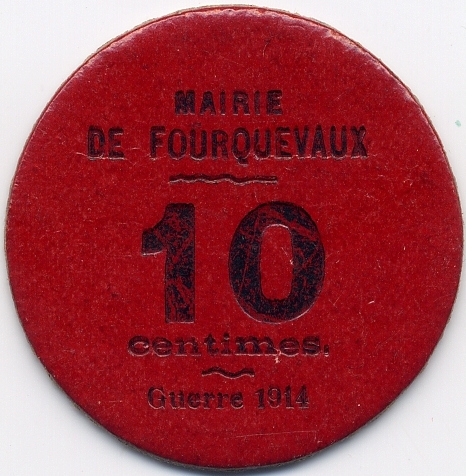 MAIRIE
DE FOURQUEVAUX
10
centimes.
Guerre 1914